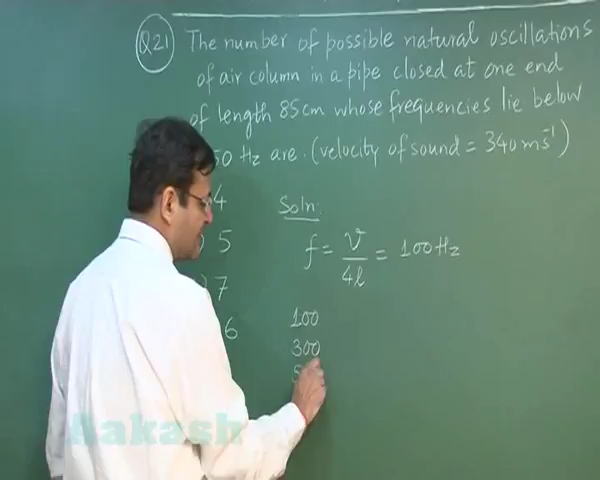 Q21 The number of possible natural oscillations
of air column in a pipe closed at one end
of length 85cm whose frequencies lie below
50 Hz are. (velocity of sound = 340 ms⁻¹)
4
) 5
) 7
6
Soln:
f = V/4l = 100 Hz
100
300
5
Aakash